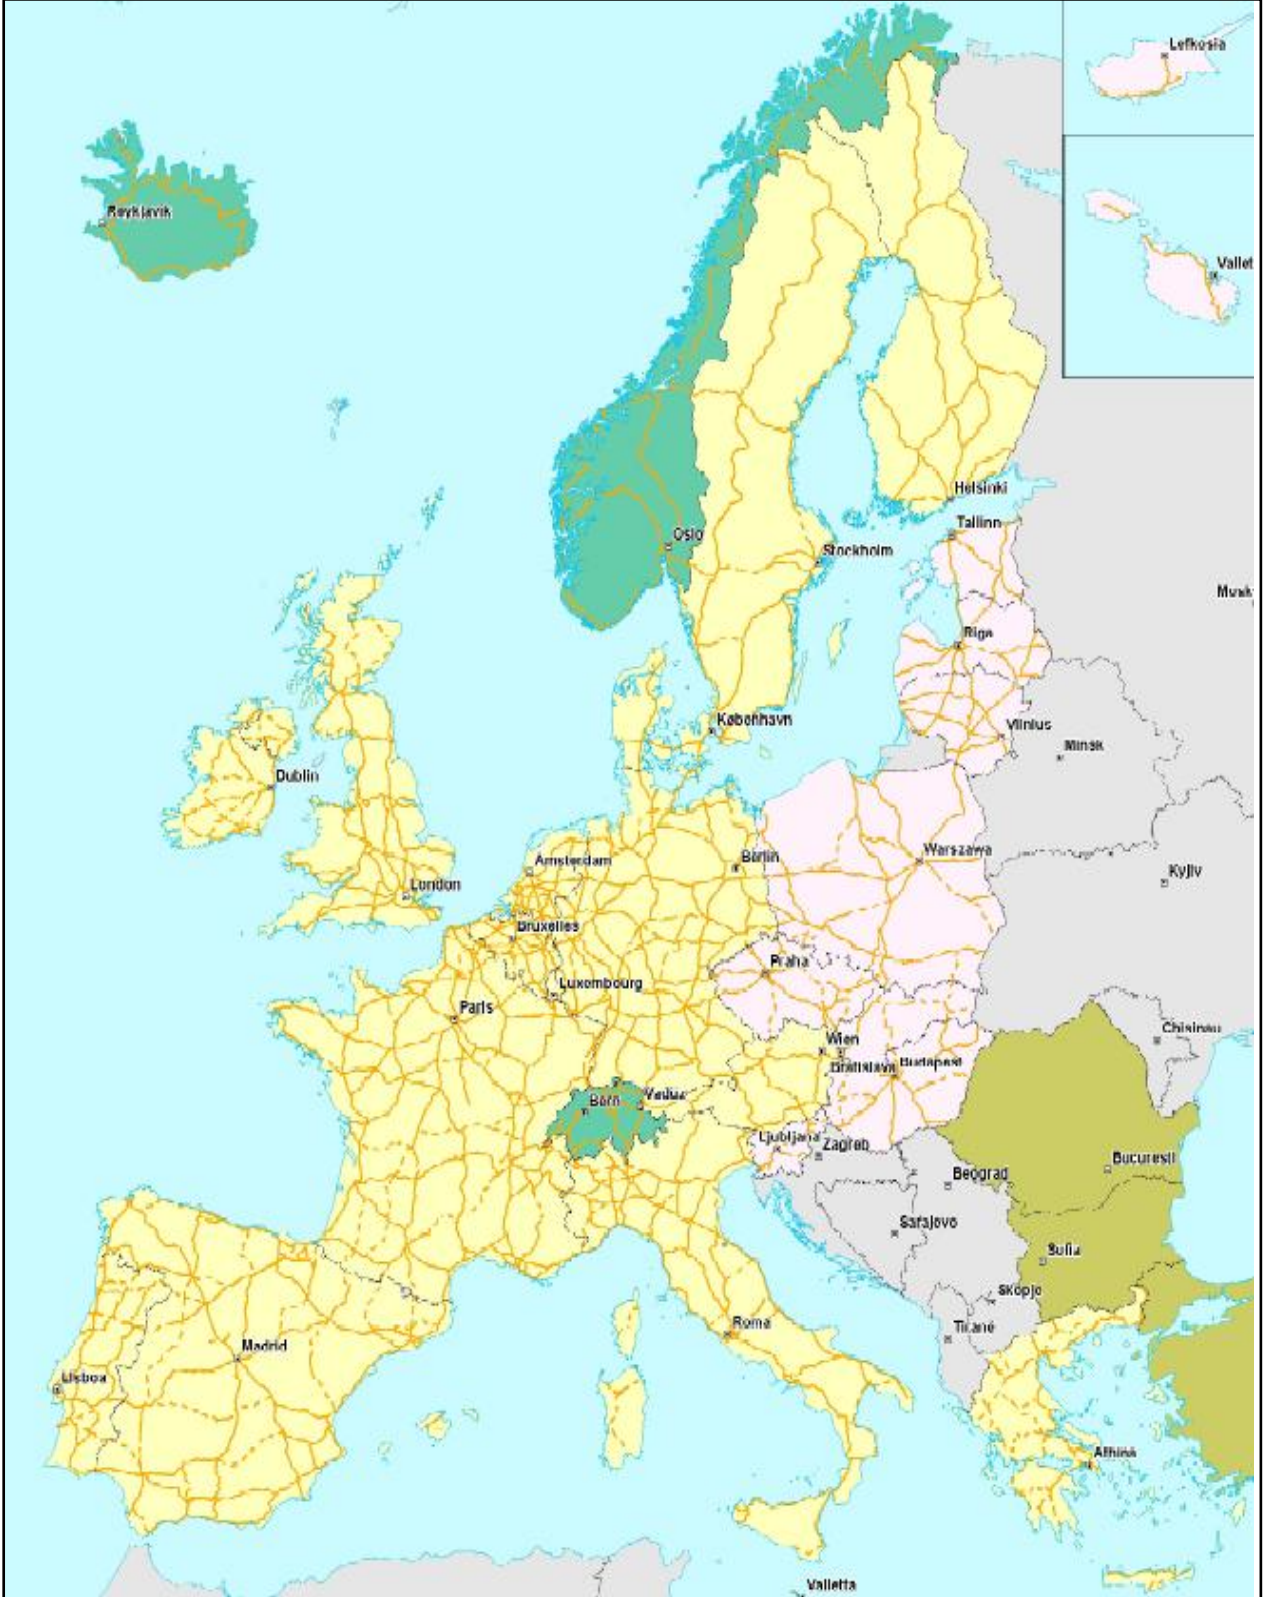 Lefkosia
Reykjavik
Vallet
Helsinki
Tallinn
Oslo
Stockholm
Riga
København
Vilnius
Minsk
Dublin
Amsterdam
Berlin
Warszawa
London
Kyjiv
Bruxelles
Praha
Luxembourg
Paris
Wien
Chisinau
Bratislava
Budapest
Bern
Vaduz
Ljubljana
Zagreb
Bucuresti
Beograd
Sarajevo
Sofia
Skopje
Roma
Tiranë
Madrid
Lisboa
Athina
Valletta